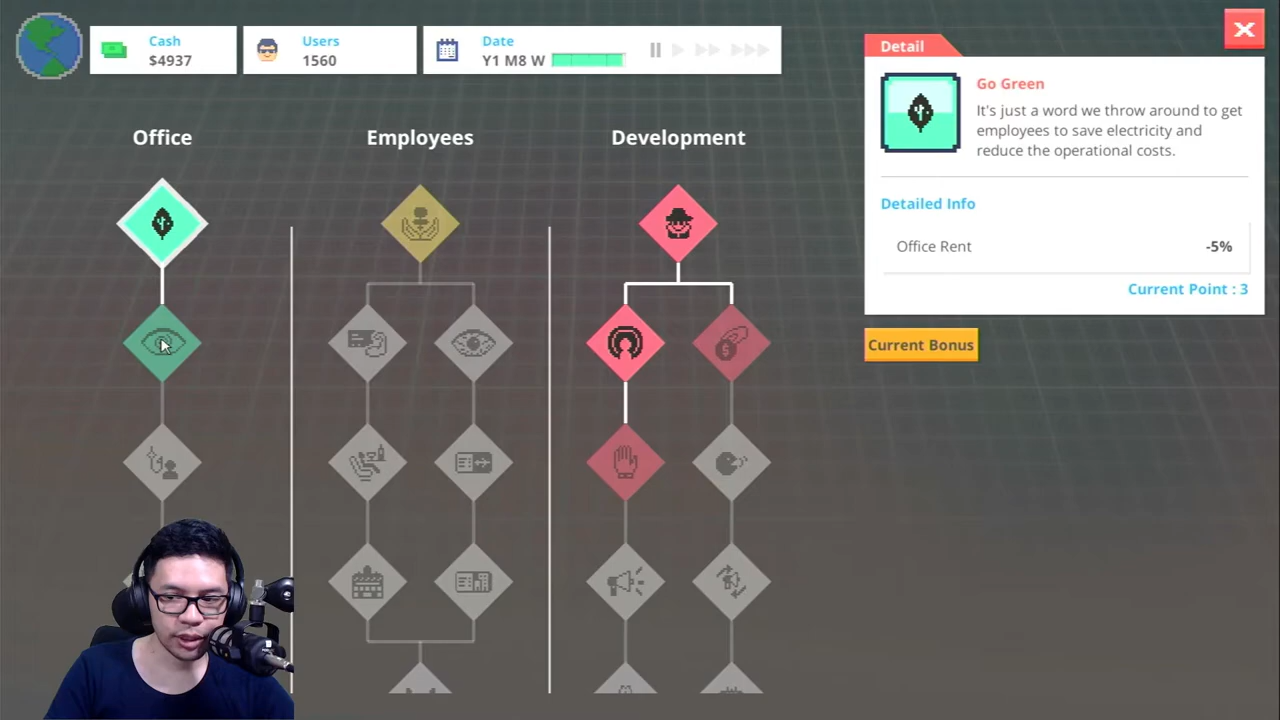 Cash
$4937
Users
1560
Date
Y1 M8 W
Office
Employees
Development
Detail
Go Green
It's just a word we throw around to get
employees to save electricity and
reduce the operational costs.
Detailed Info
Office Rent -5%
Current Point : 3
Current Bonus